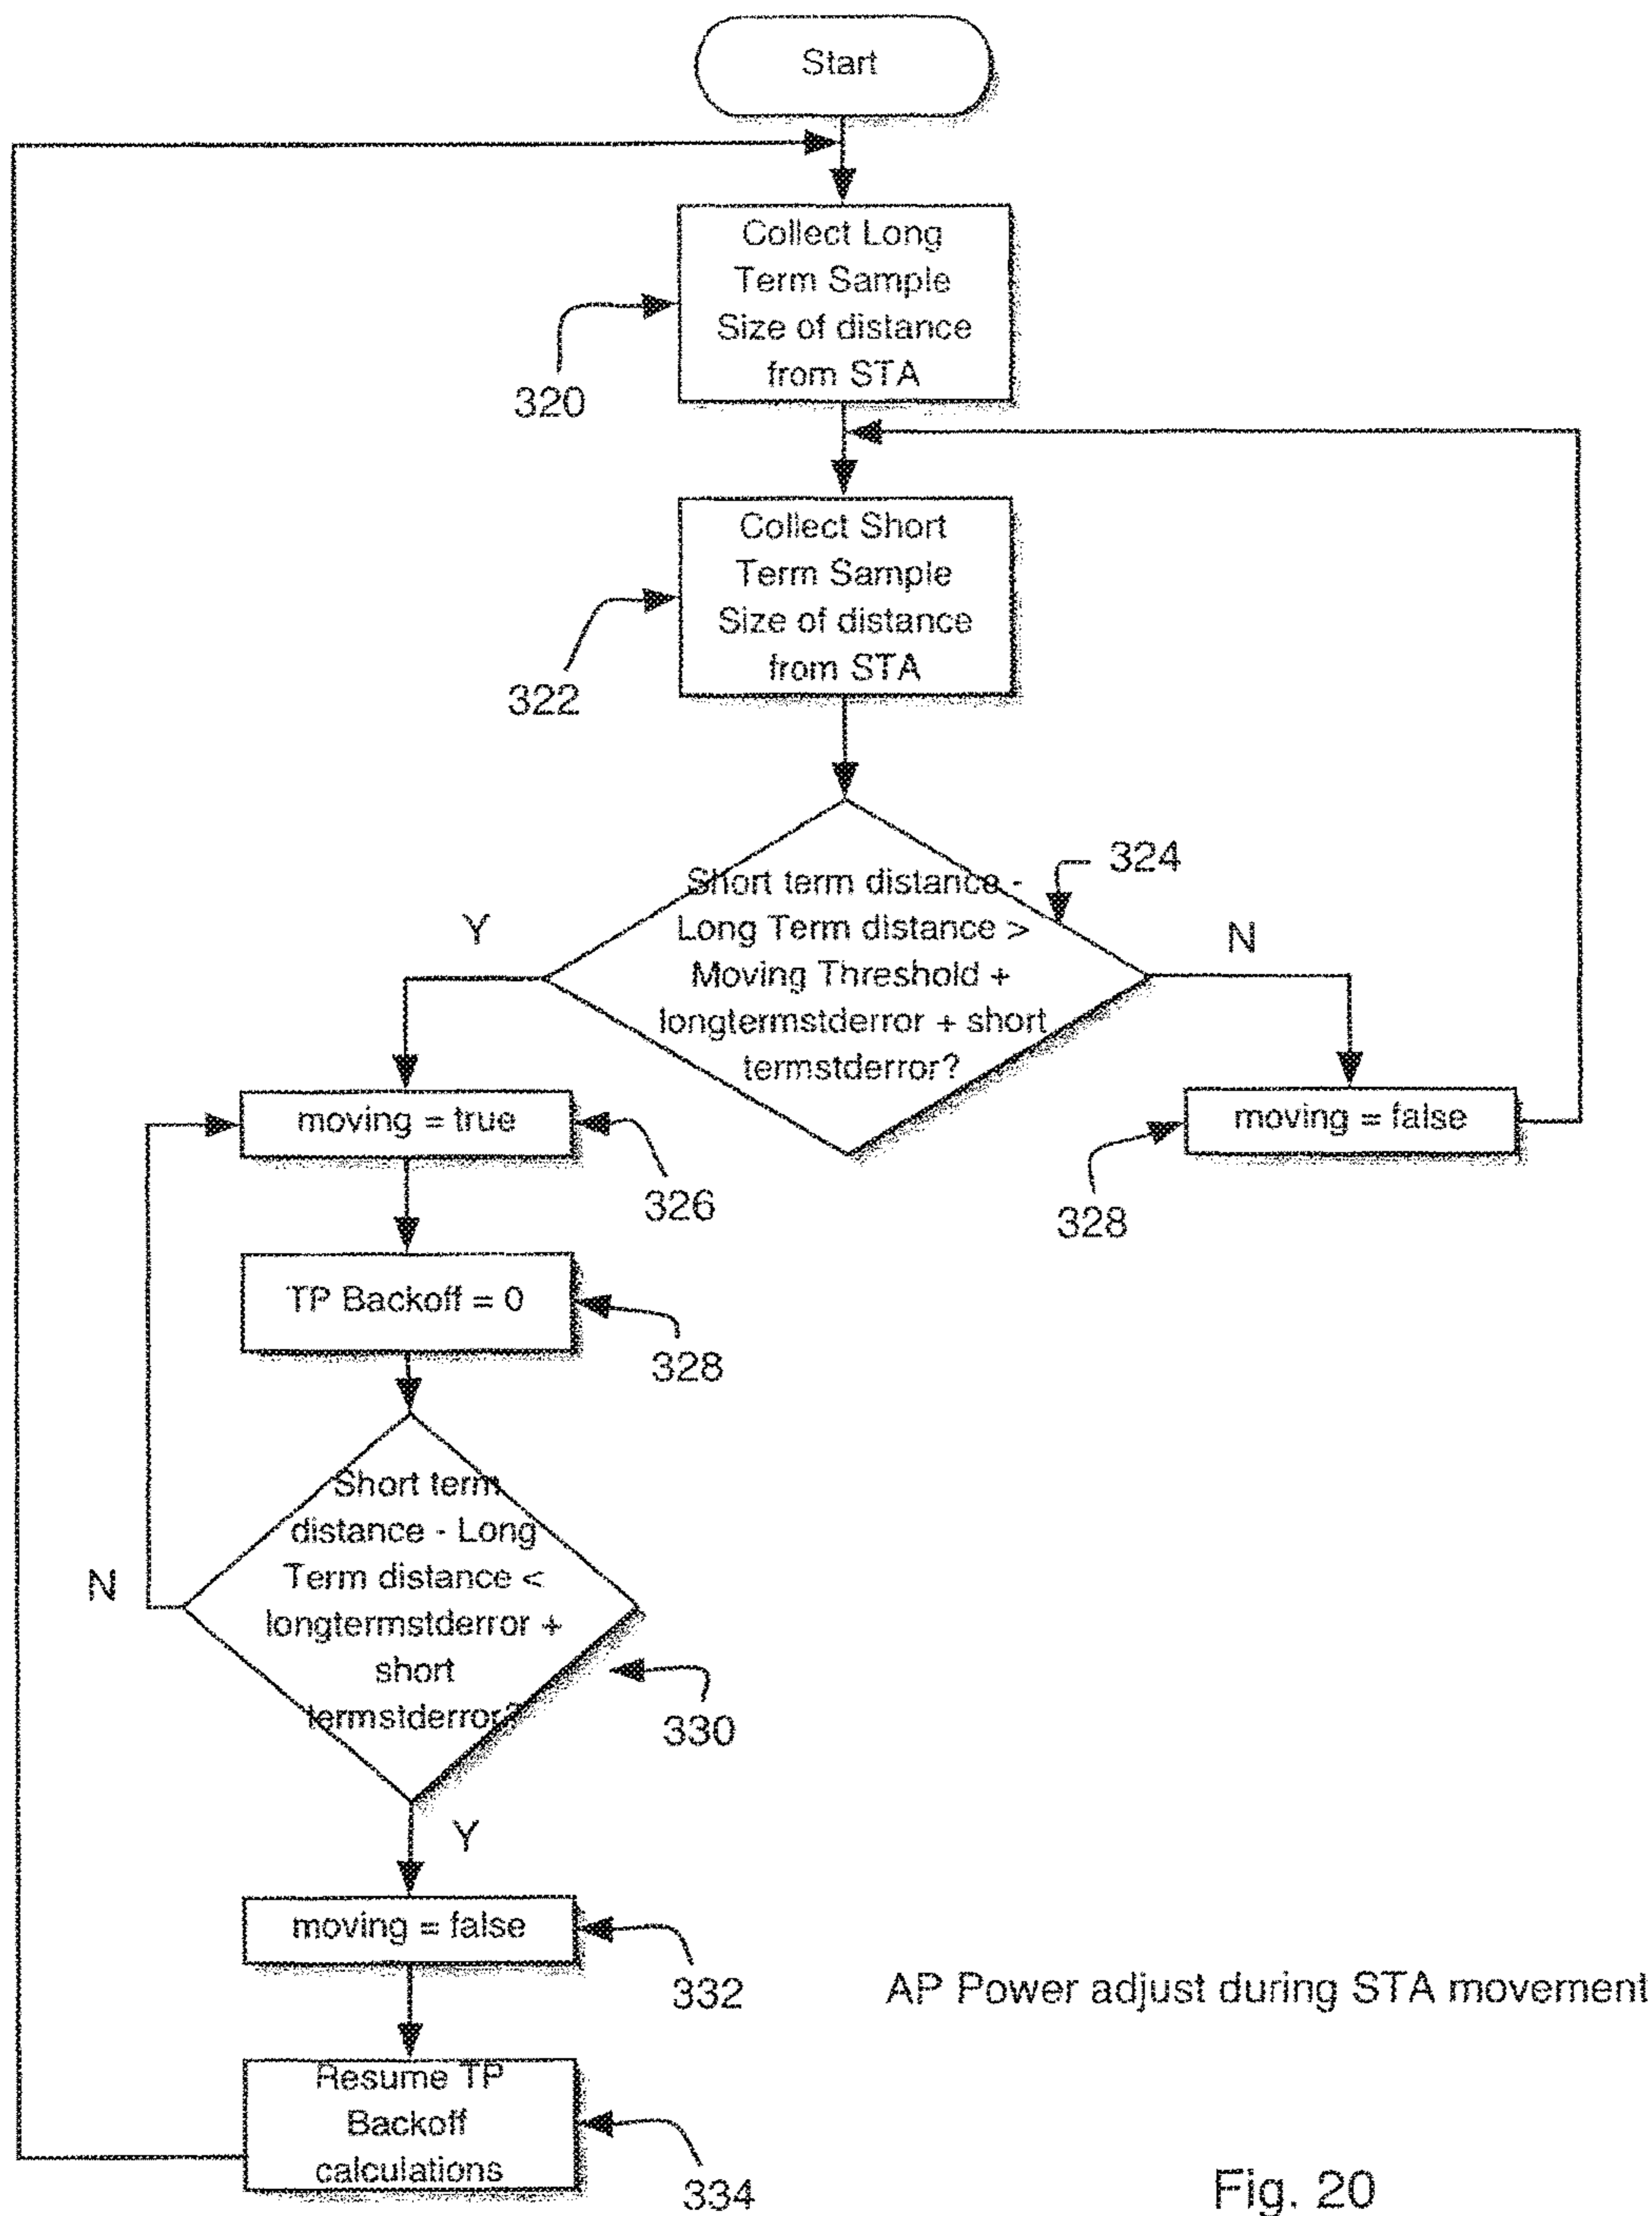 Start
Collect Long
Term Sample
Size of distance
from STA
320
Collect Short
Term Sample
Size of distance
from STA
322
Short term distance -
Long Term distance >
Moving Threshold +
longtermstderror + short
termstderror?
324
Y
N
moving = true
326
moving = false
328
TP Backoff = 0
328
Short term
distance - Long
Term distance <
longtermstderror +
short
termstderror?
330
N
Y
moving = false
332
AP Power adjust during STA movement
Resume TP
Backoff
calculations
334
Fig. 20